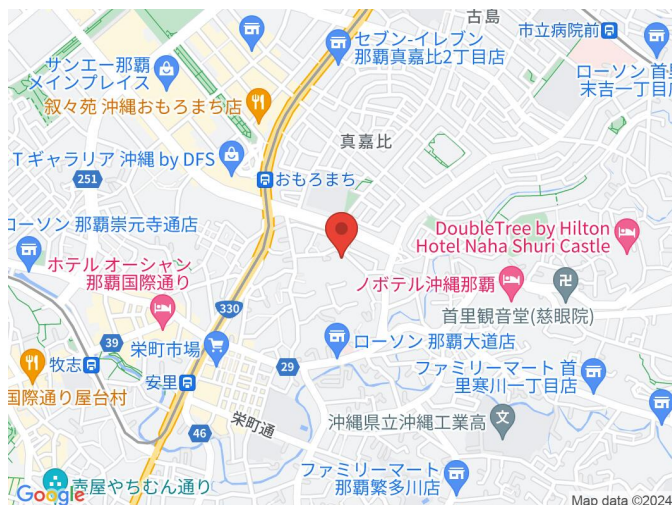 古島
市立病院前
セブン-イレブン
那覇真嘉比2丁目店
サンエー那覇
メインプレイス
ローソン 首里
末吉一丁目店
叙々苑 沖縄おもろまち店
真嘉比
T ギャラリア 沖縄 by DFS
251
おもろまち
ローソン 那覇崇元寺通店
DoubleTree by Hilton
Hotel Naha Shuri Castle
ホテル オーシャン
那覇国際通り
ノボテル沖縄那覇
首里観音堂(慈眼院)
330
39
栄町市場
ローソン 那覇大道店
牧志
安里
29
ファミリーマート 首
里寒川一丁目店
国際通り屋台村
栄町通
沖縄県立沖縄工業高
46
ファミリーマート
那覇繁多川店
壺屋やちむん通り
Google
Map data ©2024